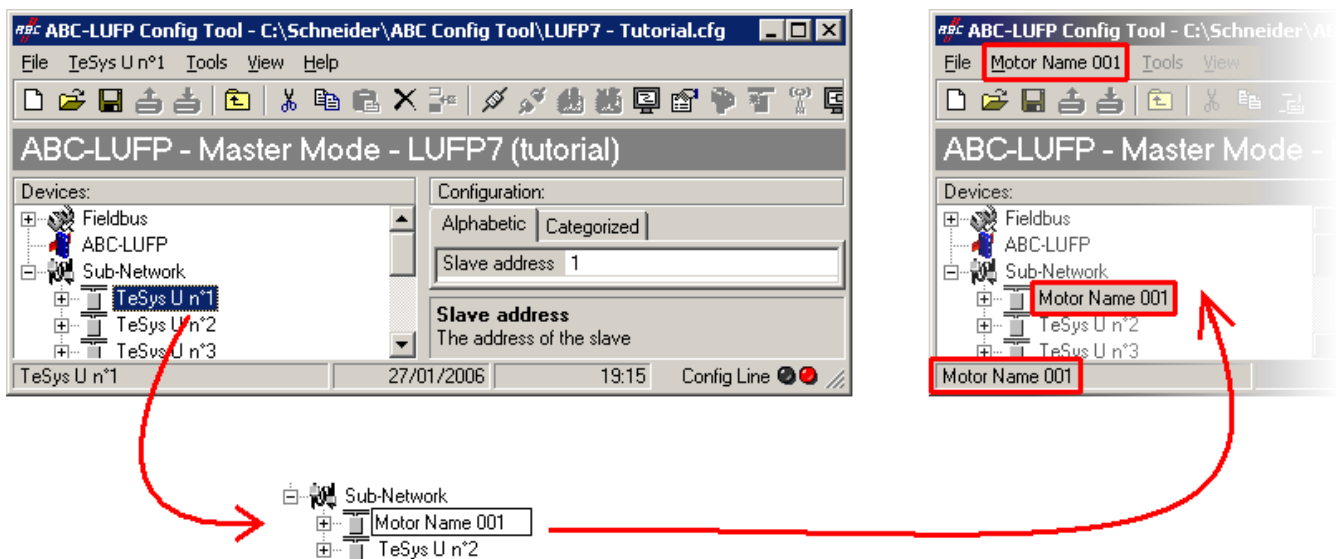 ABC-LUFP Config Tool - C:\Schneider\ABC Config Tool\LUFP7 - Tutorial.cfg
File TeSys U n°1 Tools View Help
ABC-LUFP - Master Mode - LUFP7 (tutorial)
Devices:
Fieldbus
ABC-LUFP
Sub-Network
TeSys U n°1
TeSys U n°2
TeSys U n°3
Configuration:
Alphabetic Categorized
Slave address 1
Slave address
The address of the slave
TeSys U n°1 27/01/2006 19:15 Config Line
ABC-LUFP Config Tool - C:\Schneider\
File Motor Name 001 Tools View
ABC-LUFP - Master Mode -
Devices:
Fieldbus
ABC-LUFP
Sub-Network
Motor Name 001
TeSys U n°2
TeSys U n°3
Motor Name 001
Sub-Network
Motor Name 001
TeSys U n°2